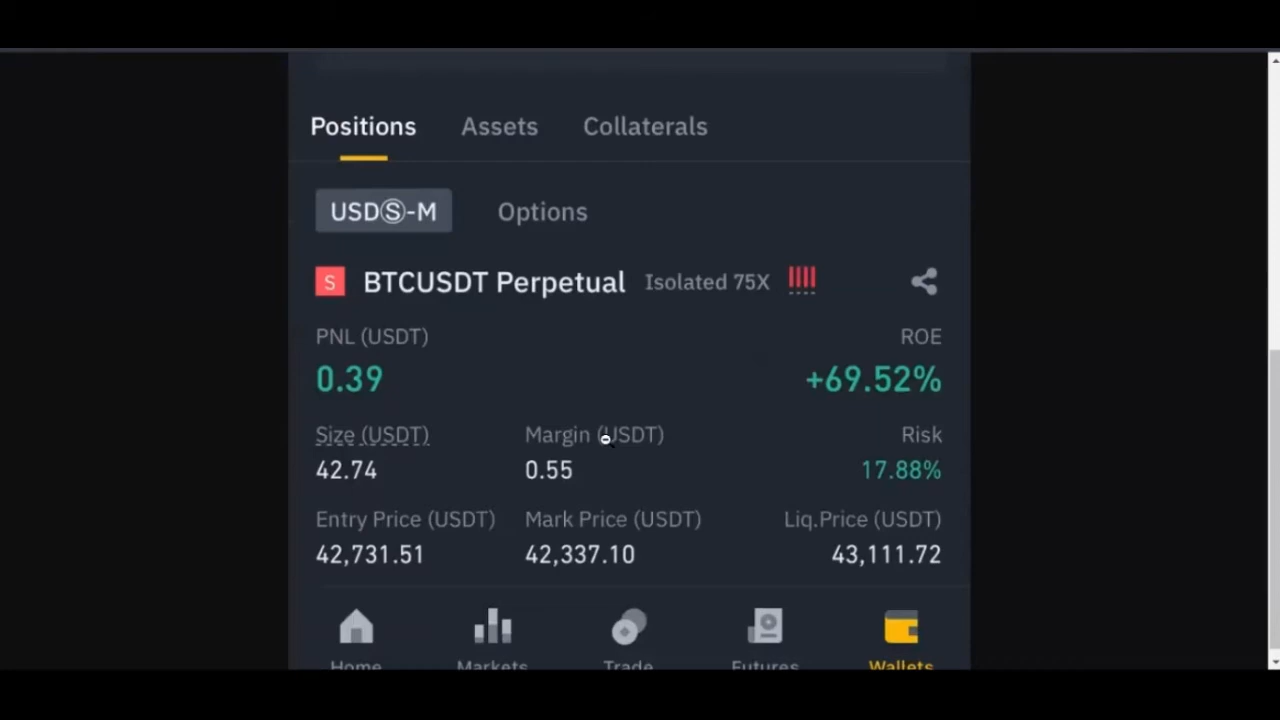 Positions Assets Collaterals
USDⓈ-M Options
S BTCUSDT Perpetual Isolated 75X
PNL (USDT) ROE
0.39 +69.52%
Size (USDT) Margin (USDT) Risk
42.74 0.55 17.88%
Entry Price (USDT) Mark Price (USDT) Liq.Price (USDT)
42,731.51 42,337.10 43,111.72
Home Markets Trade Futures Wallets